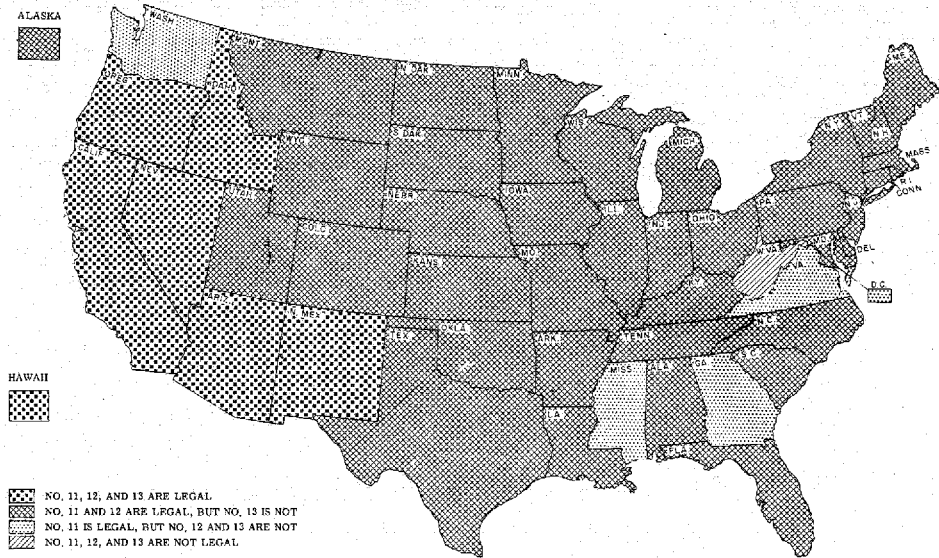 ALASKA
WASH.
MONT.
N DAK.
MINN
ME.
OREG
IDAHO
WIS.
N.Y.
VT.
N.H.
WYO.
S DAK.
MICH.
MASS
CALIF.
NEV
NEBR.
IOWA
R I
CONN
UTAH
PA.
N.J.
COLO.
ILL
IND.
OHIO
DEL
MD.
W VA.
VA.
KANS
MO.
KY.
D.C.
ARIZ.
N. MEX.
OKLA.
TENN.
N.C.
TEX.
ARK.
S.C.
HAWAII
MISS.
ALA.
GA.
LA.
FLA.
NO. 11, 12, AND 13 ARE LEGAL
NO. 11 AND 12 ARE LEGAL, BUT NO. 13 IS NOT
NO. 11 IS LEGAL, BUT NO. 12 AND 13 ARE NOT
NO. 11, 12, AND 13 ARE NOT LEGAL